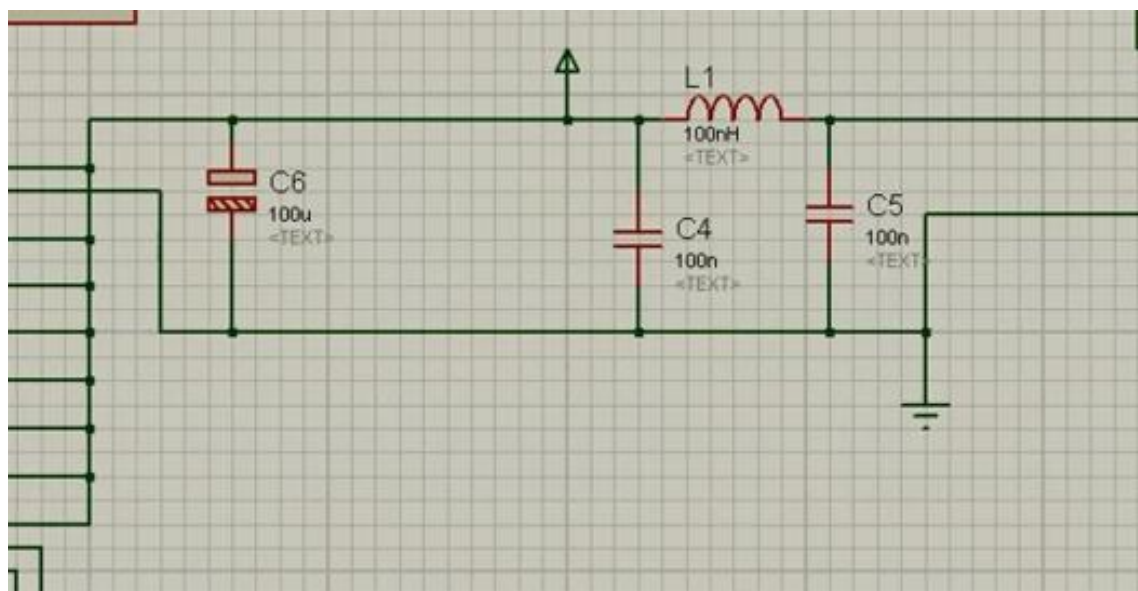 L1
100nH
<TEXT>
C6
100u
<TEXT>
C4
100n
<TEXT>
C5
100n
<TEXT>